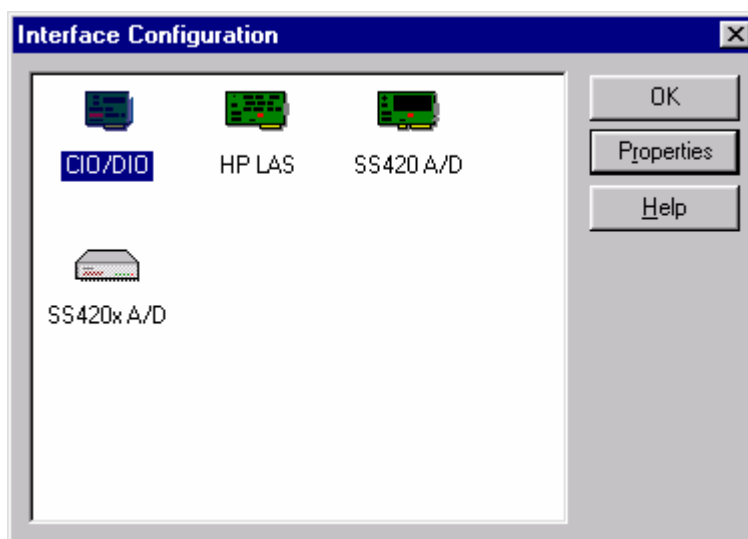 Interface Configuration
CIO/DIO
HP LAS
SS420 A/D
SS420x A/D
OK
Properties
Help